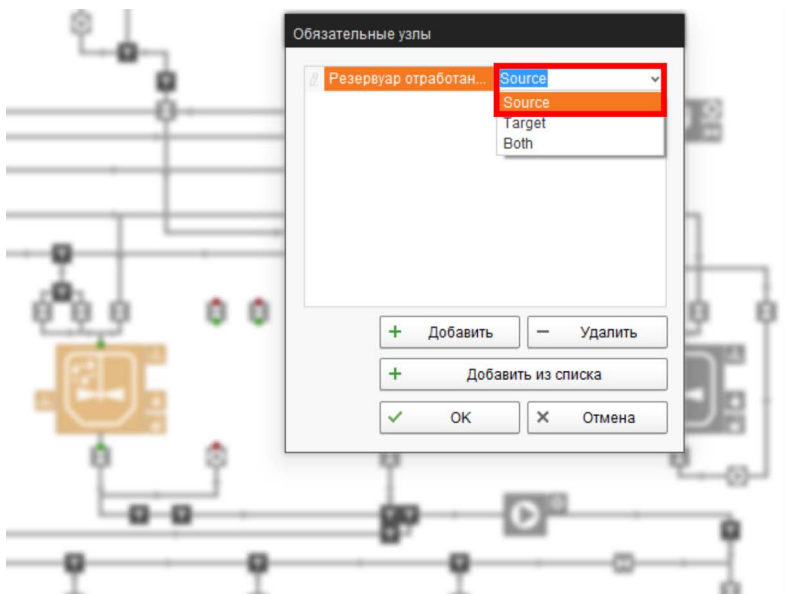 Обязательные узлы
Резервуар отработан... Source
Source
Target
Both
+ Добавить
− Удалить
+ Добавить из списка
OK
Отмена